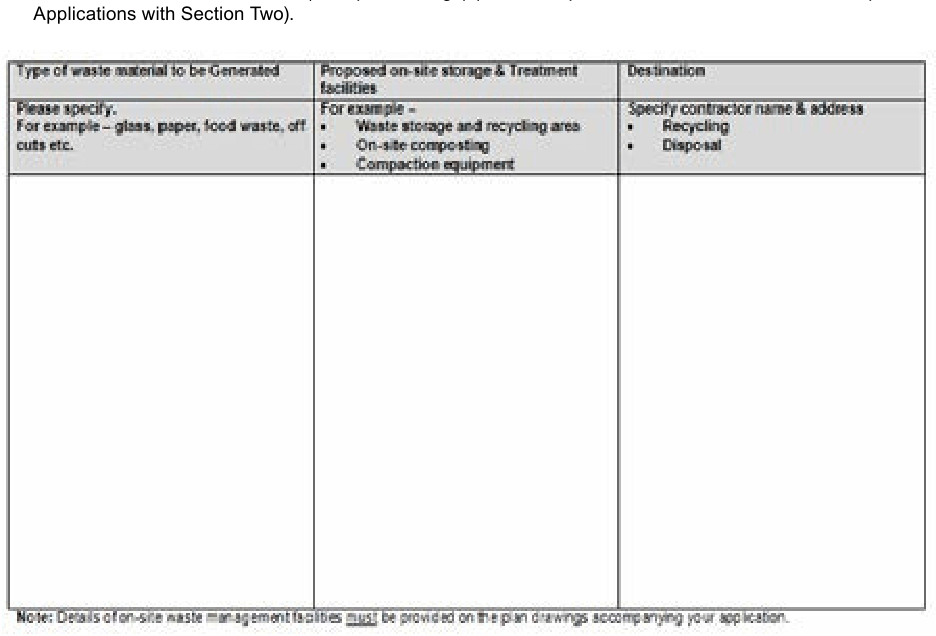 Applications with Section Two).
Type of waste material to be Generated
Proposed on-site storage & Treatment
facilities
Destination
Please specify.
For example – glass, paper, food waste, off
cuts etc.
For example –
• Waste storage and recycling area
• On-site composting
• Compaction equipment
Specify contractor name & address
• Recycling
• Disposal
Note: Details of on-site waste management facilities must be provided on the plan drawings accompanying your application.